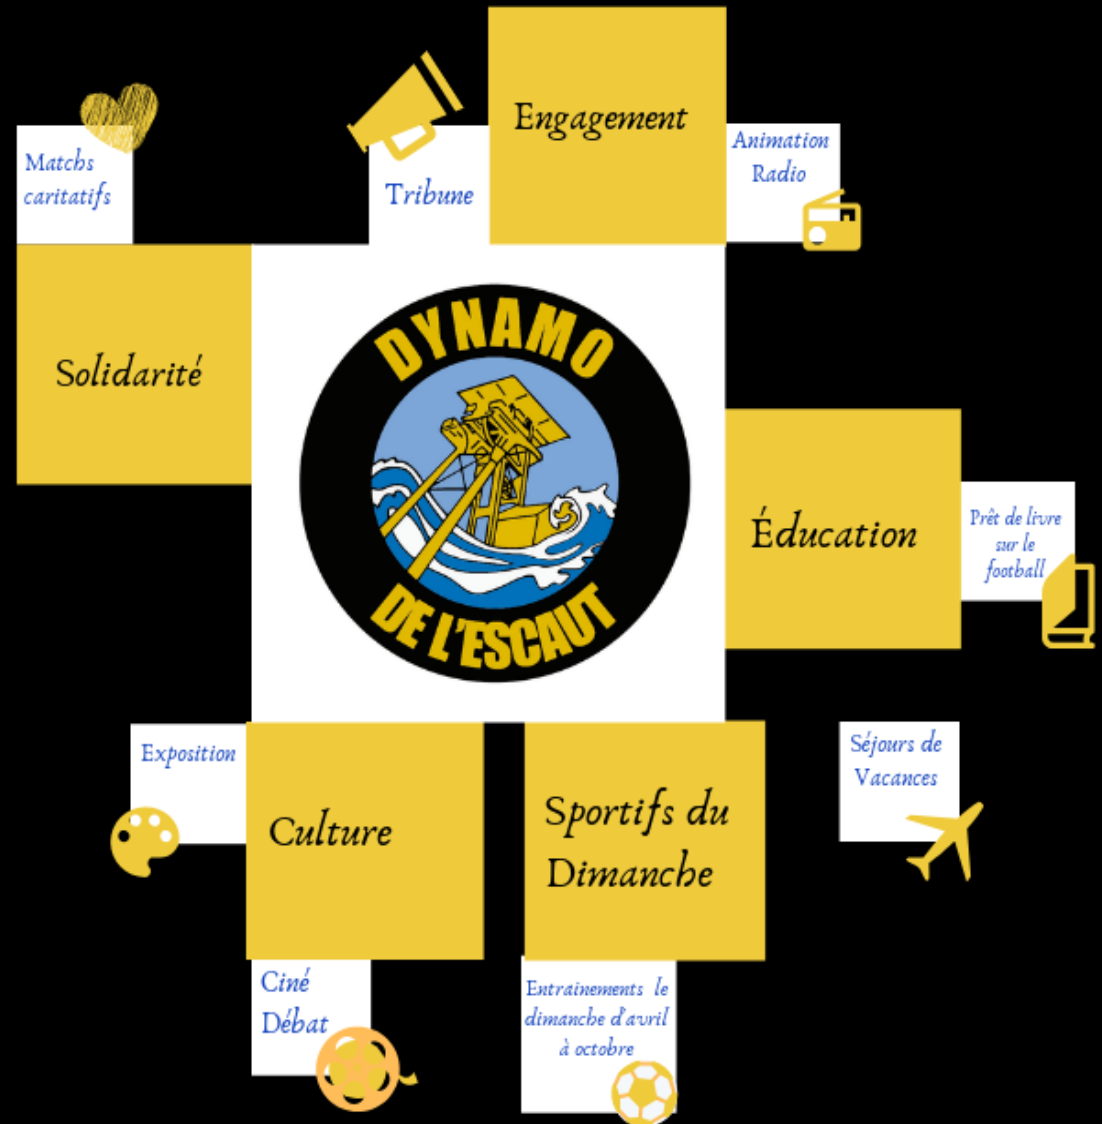 Engagement
Matchs
caritatifs
Tribune
Animation
Radio
Solidarité
DYNAMO
DE L'ESCAUT
Éducation
Prêt de livre
sur le
football
Exposition
Culture
Sportifs du
Dimanche
Séjours de
Vacances
Ciné
Débat
Entrainements le
dimanche d'avril
à octobre